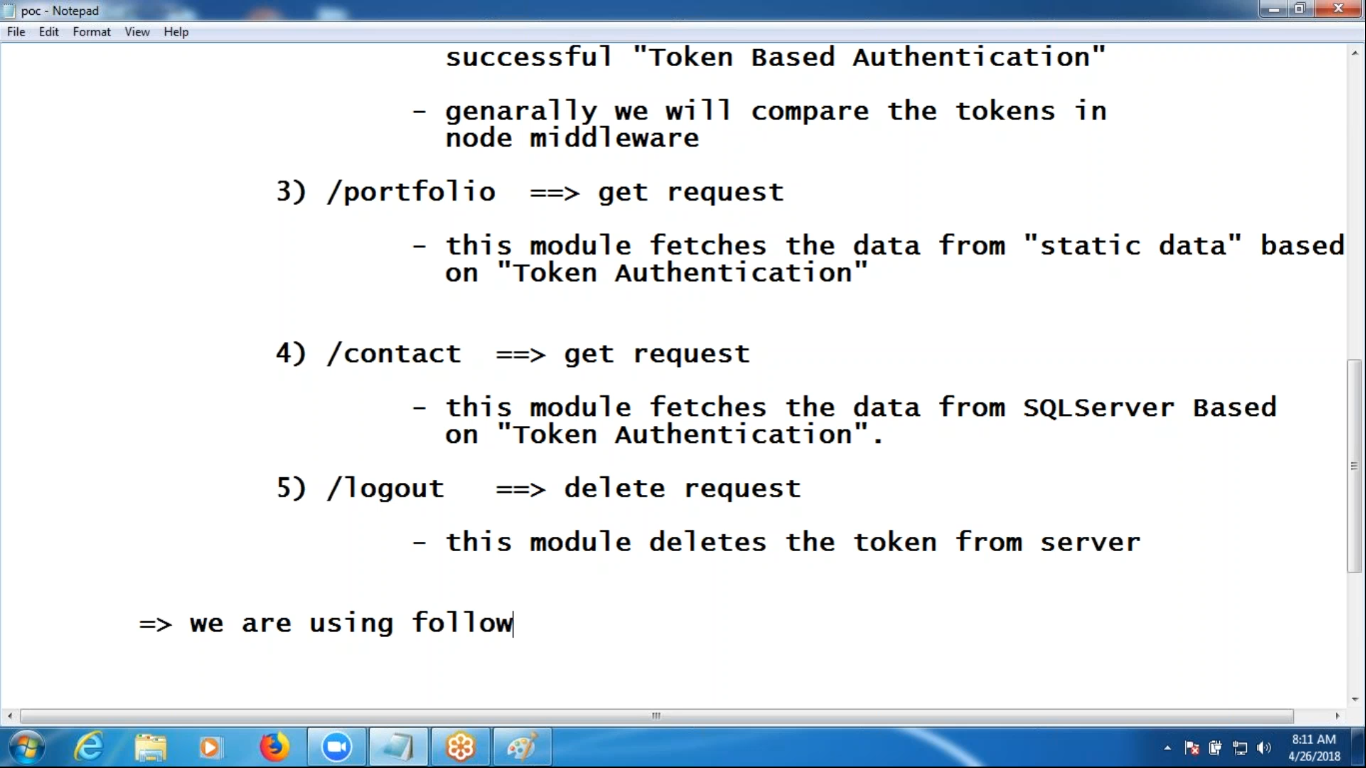 poc - Notepad
File Edit Format View Help
successful "Token Based Authentication"
- genarally we will compare the tokens in
node middleware
3) /portfolio ==> get request
- this module fetches the data from "static data" based
on "Token Authentication"
4) /contact ==> get request
- this module fetches the data from SQLServer Based
on "Token Authentication".
5) /logout ==> delete request
- this module deletes the token from server
=> we are using follow
8:11 AM
4/26/2018